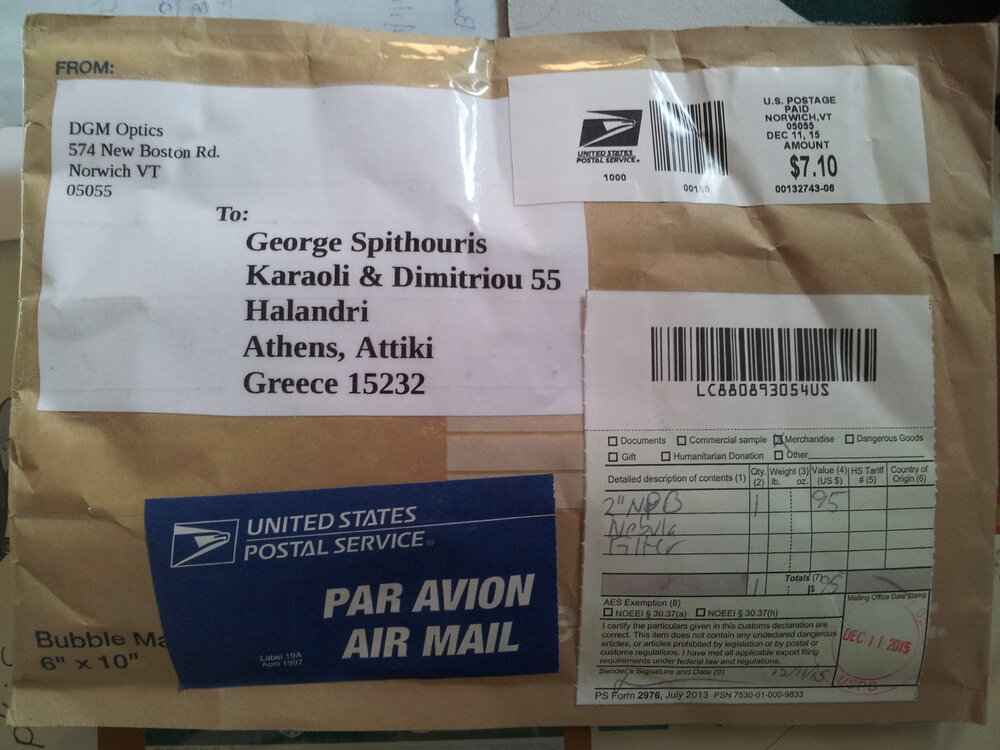 FROM:
DGM Optics
574 New Boston Rd.
Norwich VT
05055
To:
George Spithouris
Karaoli & Dimitriou 55
Halandri
Athens, Attiki
Greece 15232
UNITED STATES
POSTAL SERVICE®
1000
00150
U.S. POSTAGE
PAID
NORWICH,VT
05055
DEC 11, 15
AMOUNT
$7.10
00132743-06
LC880893054US
Documents Commercial sample Merchandise Dangerous Goods
Gift Humanitarian Donation Other
Detailed description of contents (1) Qty. (2) Weight (3) lb. oz. Value (4) (US $) HS Tariff # (5) Country of Origin (6)
2" NPB 1 95
Nebula
Filter
1 Totals (7) $ 95
AES Exemption (8)
NOEEI § 30.37(a) NOEEI § 30.37(h)
I certify the particulars given in this customs declaration are
correct. This item does not contain any undeclared dangerous
articles, or articles prohibited by legislation or by postal or
customs regulations. I have met all applicable export filing
requirements under federal law and regulations.
Sender's Signature and Date (9) 12/11/15
Mailing Office Date Stamp
DEC 11 2015
USPS
PS Form 2976, July 2013 PSN 7530-01-000-9833
UNITED STATES
POSTAL SERVICE®
PAR AVION
AIR MAIL
Label 19A
April 1997
Bubble Ma
6" x 10"